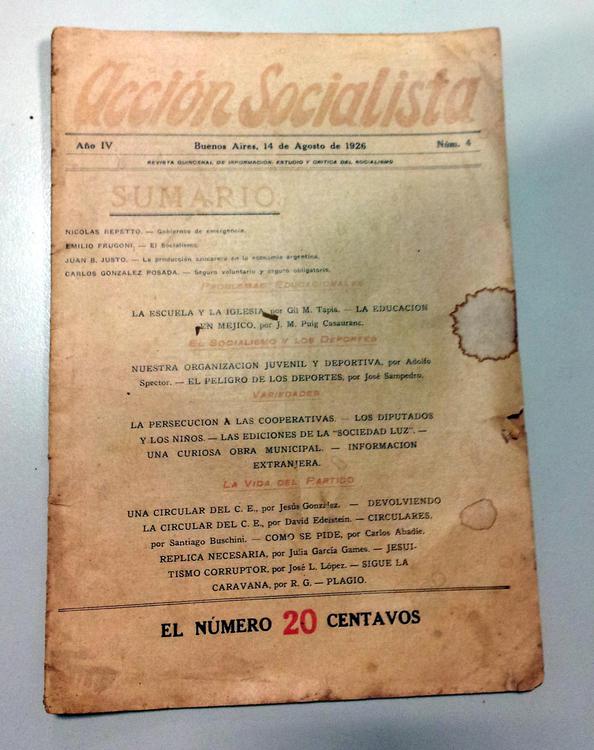 Acción Socialista
Año IV Buenos Aires, 14 de Agosto de 1926 Núm. 4
REVISTA QUINCENAL DE INFORMACION, ESTUDIO Y CRITICA DEL SOCIALISMO
SUMARIO
NICOLAS REPETTO. — Gobiernos de emergencia.
EMILIO FRUGONI. — El Socialismo.
JUAN B. JUSTO. — La producción azucarera en la economía argentina.
CARLOS GONZALEZ POSADA. — Seguro voluntario y seguro obligatorio.
PROBLEMAS EDUCACIONALES
LA ESCUELA Y LA IGLESIA, por Gil M. Tapia. — LA EDUCACION
EN MEJICO, por J. M. Puig Casauranc.
EL SOCIALISMO Y LOS DEPORTES
NUESTRA ORGANIZACION JUVENIL Y DEPORTIVA, por Adolfo
Spector. — EL PELIGRO DE LOS DEPORTES, por José Sampedro.
VARIEDADES
LA PERSECUCION A LAS COOPERATIVAS. — LOS DIPUTADOS
Y LOS NIÑOS. — LAS EDICIONES DE LA "SOCIEDAD LUZ". —
UNA CURIOSA OBRA MUNICIPAL. — INFORMACION
EXTRANJERA.
LA VIDA DEL PARTIDO
UNA CIRCULAR DEL C. E., por Jesús González. — DEVOLVIENDO
LA CIRCULAR DEL C. E., por David Edelstein. — CIRCULARES,
por Santiago Buschini. — COMO SE PIDE, por Carlos Abadie.
REPLICA NECESARIA, por Julia García Games. — JESUI-
TISMO CORRUPTOR, por José L. López. — SIGUE LA
CARAVANA, por R. G. — PLAGIO.
EL NÚMERO 20 CENTAVOS